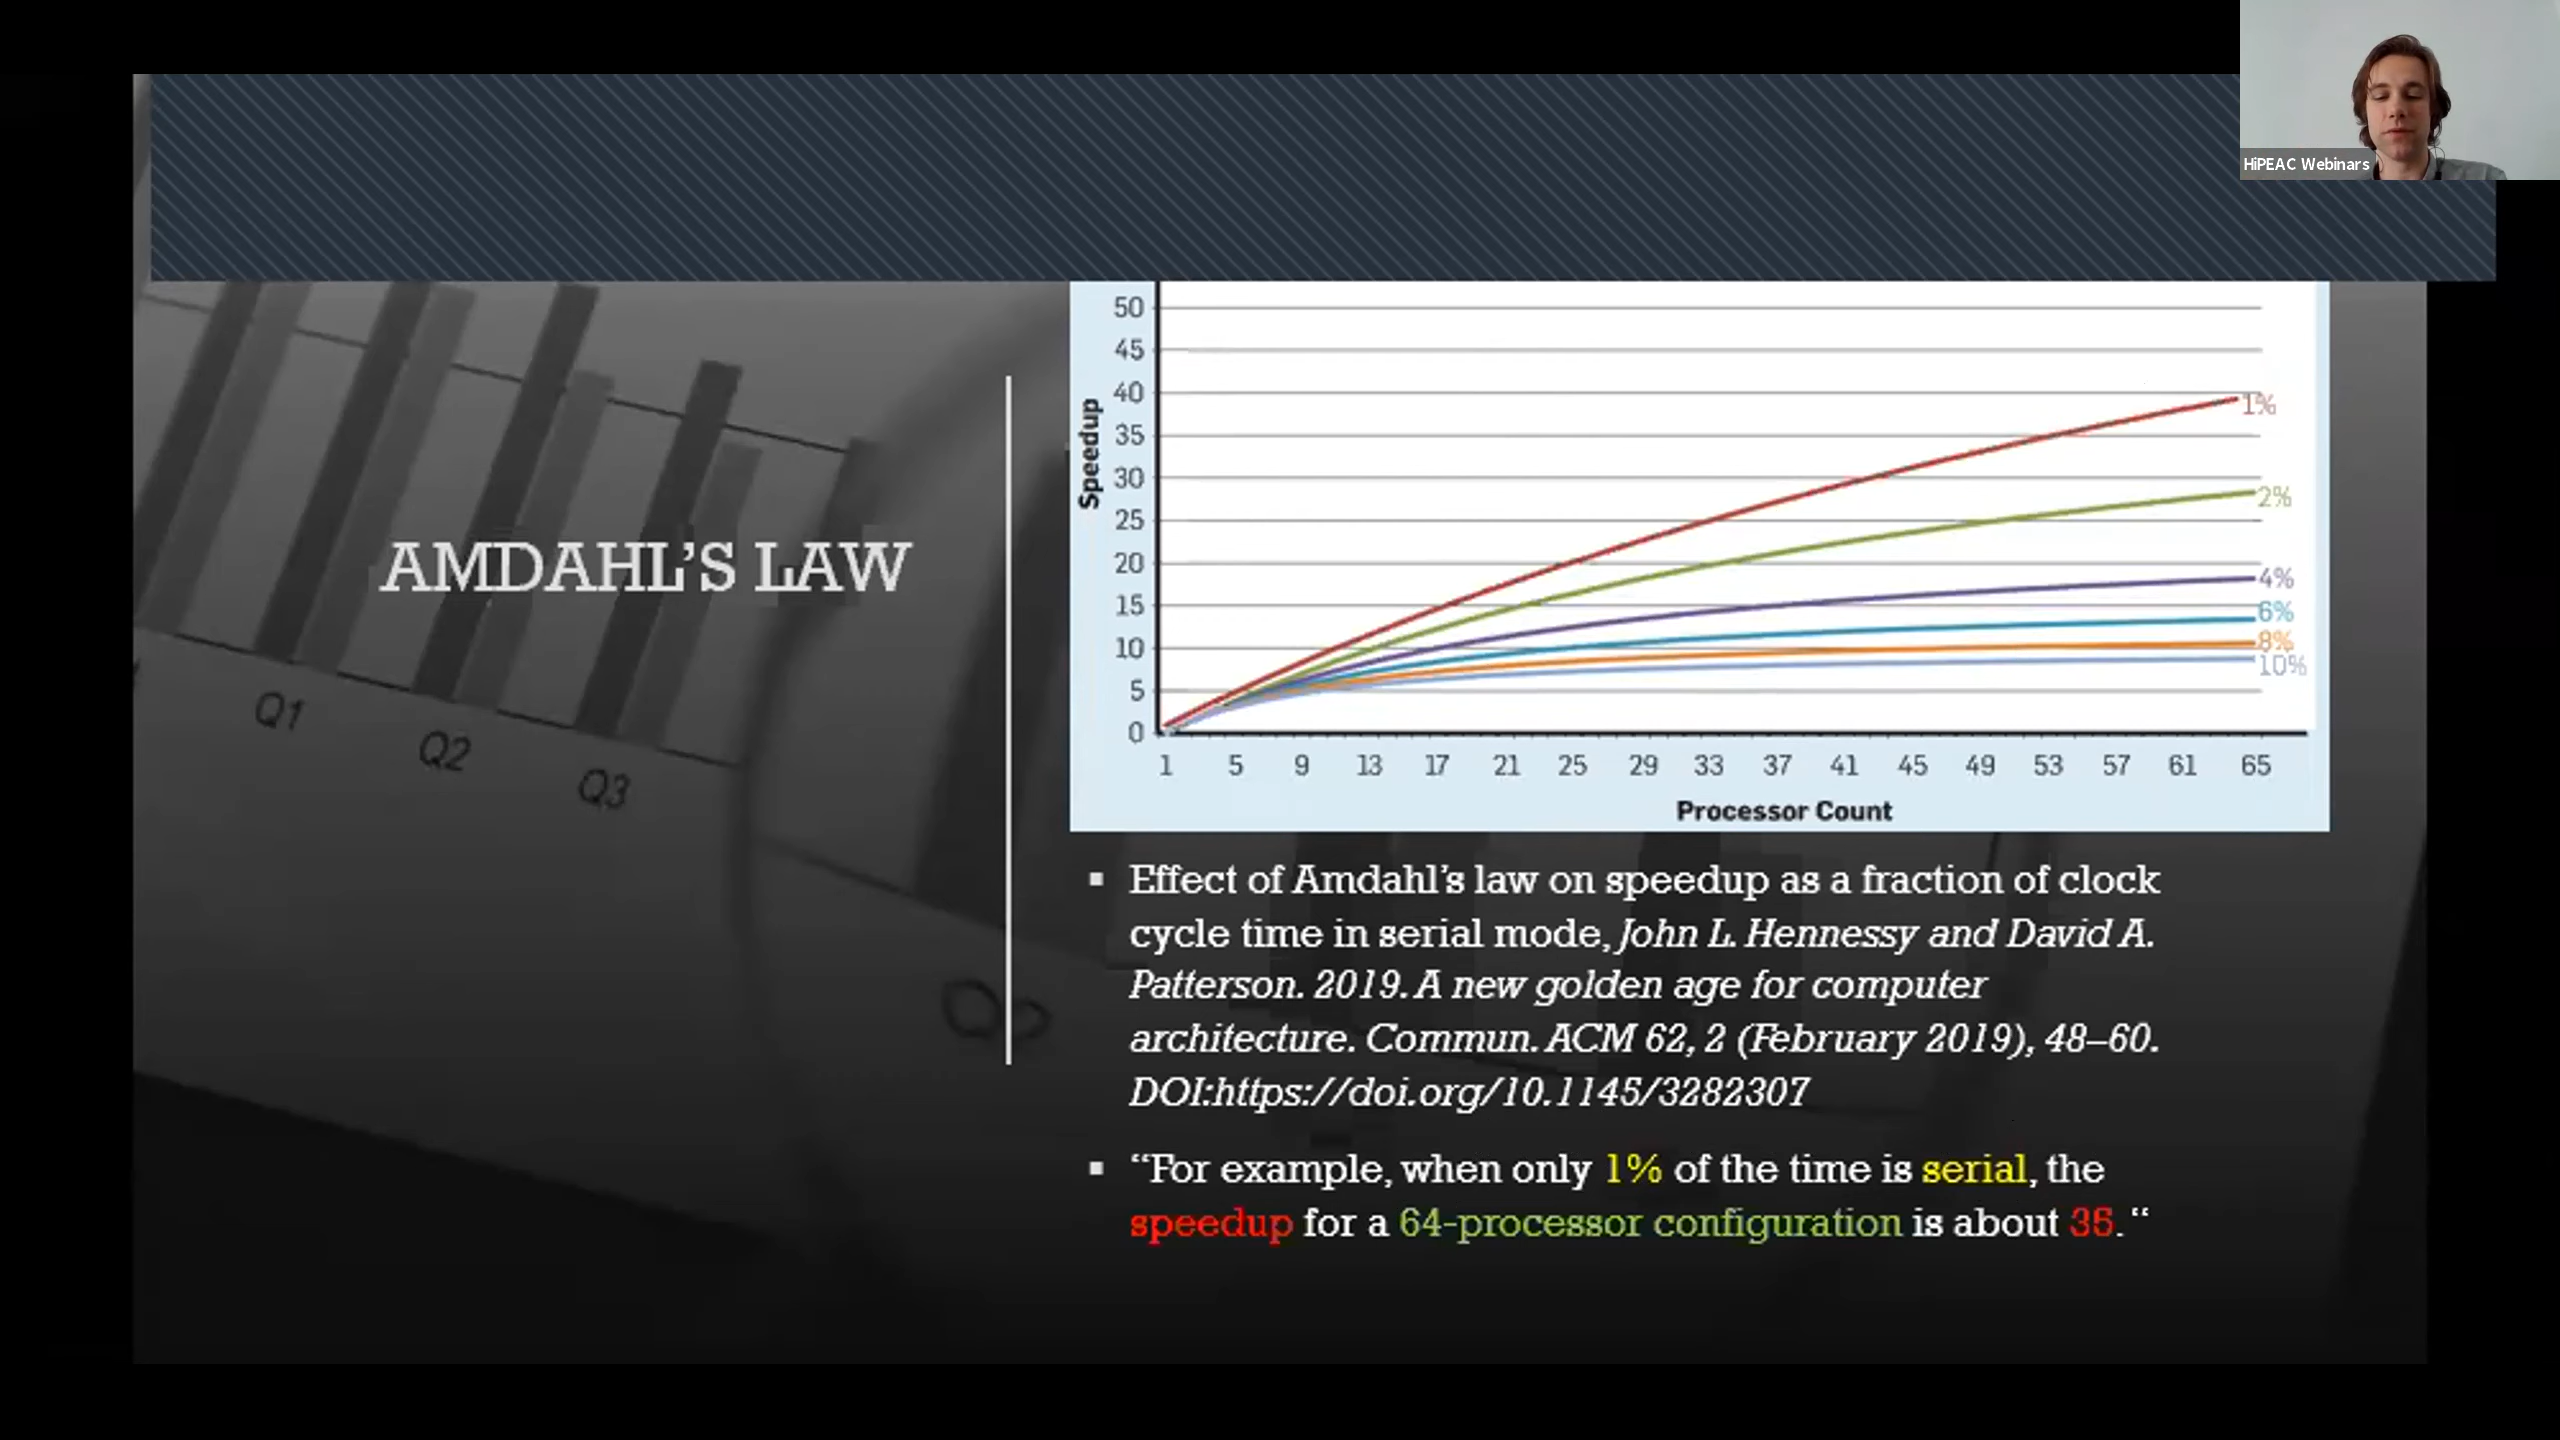 HiPEAC Webinars
AMDAHL'S LAW
Speedup
50
45
40
35
30
25
20
15
10
5
0
1%
2%
4%
6%
8%
10%
1 5 9 13 17 21 25 29 33 37 41 45 49 53 57 61 65
Processor Count
Q1
Q2
Q3
▪ Effect of Amdahl's law on speedup as a fraction of clock
cycle time in serial mode, John L. Hennessy and David A.
Patterson. 2019. A new golden age for computer
architecture. Commun. ACM 62, 2 (February 2019), 48–60.
DOI:https://doi.org/10.1145/3282307
▪ “For example, when only 1% of the time is serial, the
speedup for a 64-processor configuration is about 35. “